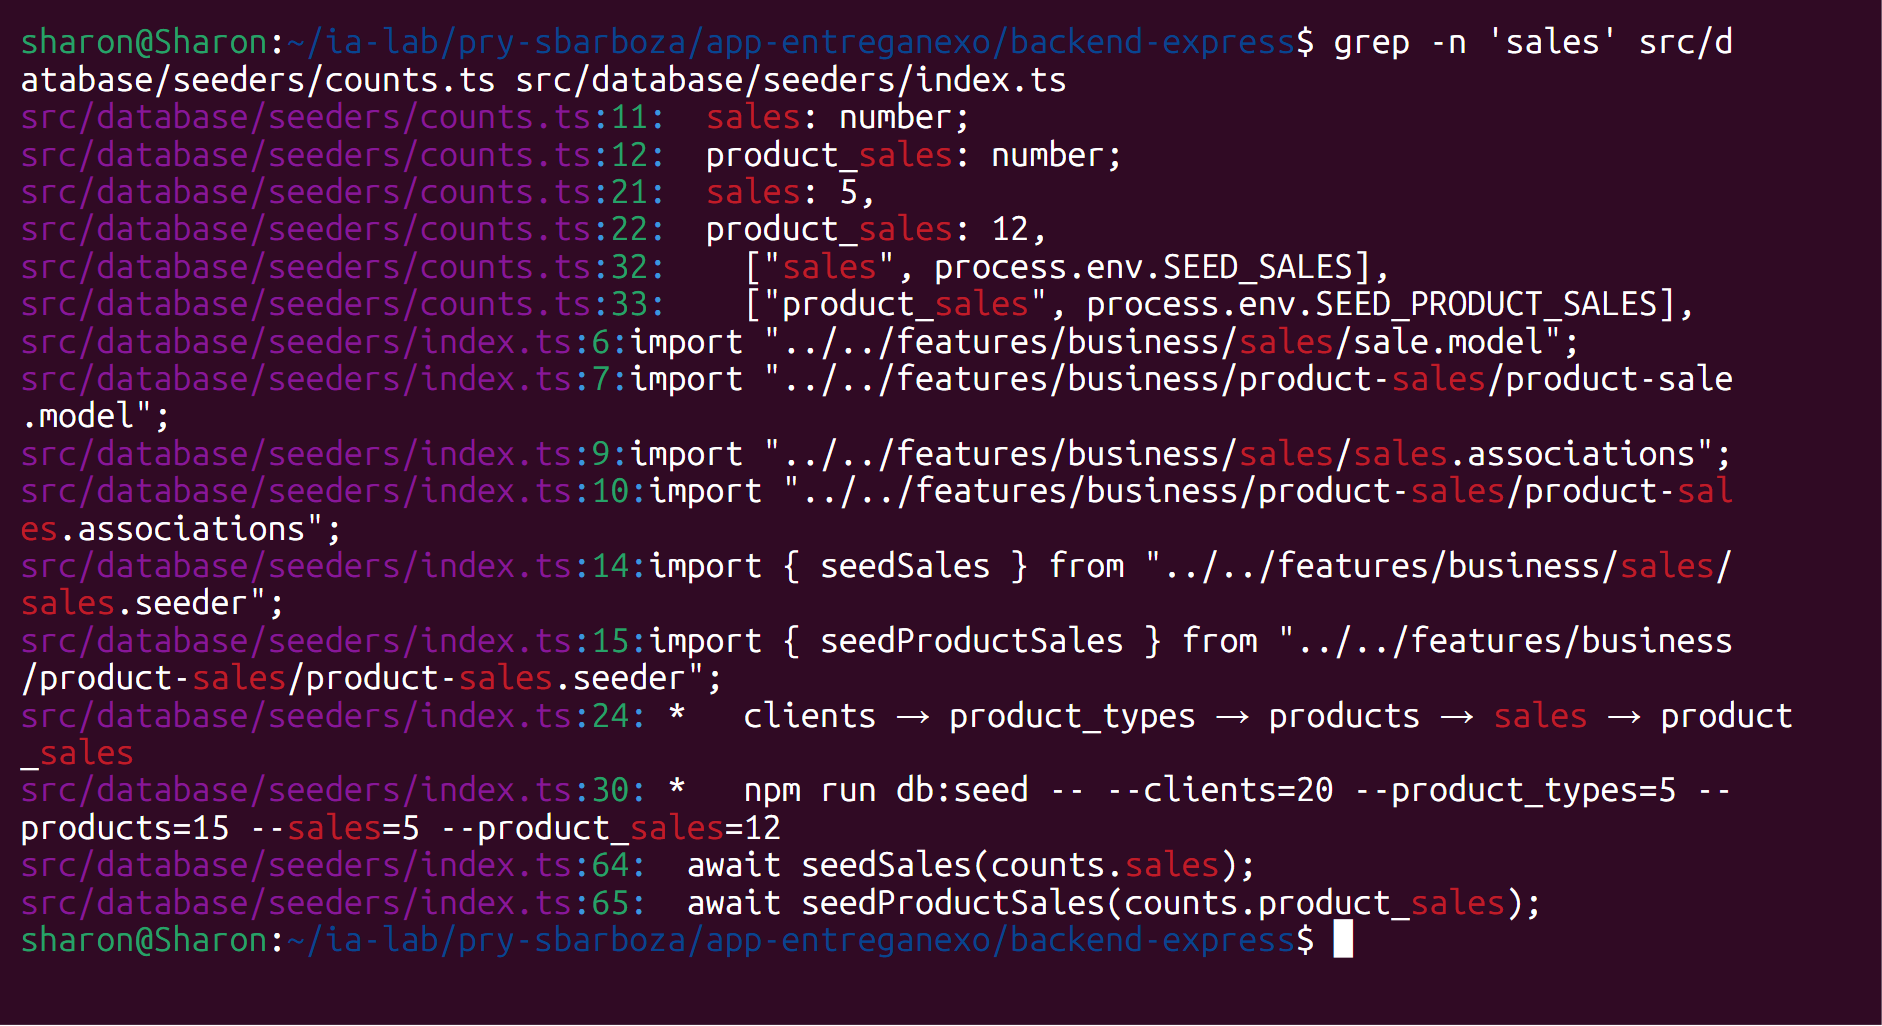 sharon@Sharon:~/ia-lab/pry-sbarboza/app-entreganexo/backend-express$ grep -n 'sales' src/d
atabase/seeders/counts.ts src/database/seeders/index.ts
src/database/seeders/counts.ts:11:  sales: number;
src/database/seeders/counts.ts:12:  product_sales: number;
src/database/seeders/counts.ts:21:  sales: 5,
src/database/seeders/counts.ts:22:  product_sales: 12,
src/database/seeders/counts.ts:32:    ["sales", process.env.SEED_SALES],
src/database/seeders/counts.ts:33:    ["product_sales", process.env.SEED_PRODUCT_SALES],
src/database/seeders/index.ts:6:import "../../features/business/sales/sale.model";
src/database/seeders/index.ts:7:import "../../features/business/product-sales/product-sale
.model";
src/database/seeders/index.ts:9:import "../../features/business/sales/sales.associations";
src/database/seeders/index.ts:10:import "../../features/business/product-sales/product-sal
es.associations";
src/database/seeders/index.ts:14:import { seedSales } from "../../features/business/sales/
sales.seeder";
src/database/seeders/index.ts:15:import { seedProductSales } from "../../features/business
/product-sales/product-sales.seeder";
src/database/seeders/index.ts:24: *   clients → product_types → products → sales → product
_sales
src/database/seeders/index.ts:30: *   npm run db:seed -- --clients=20 --product_types=5 --
products=15 --sales=5 --product_sales=12
src/database/seeders/index.ts:64:  await seedSales(counts.sales);
src/database/seeders/index.ts:65:  await seedProductSales(counts.product_sales);
sharon@Sharon:~/ia-lab/pry-sbarboza/app-entreganexo/backend-express$